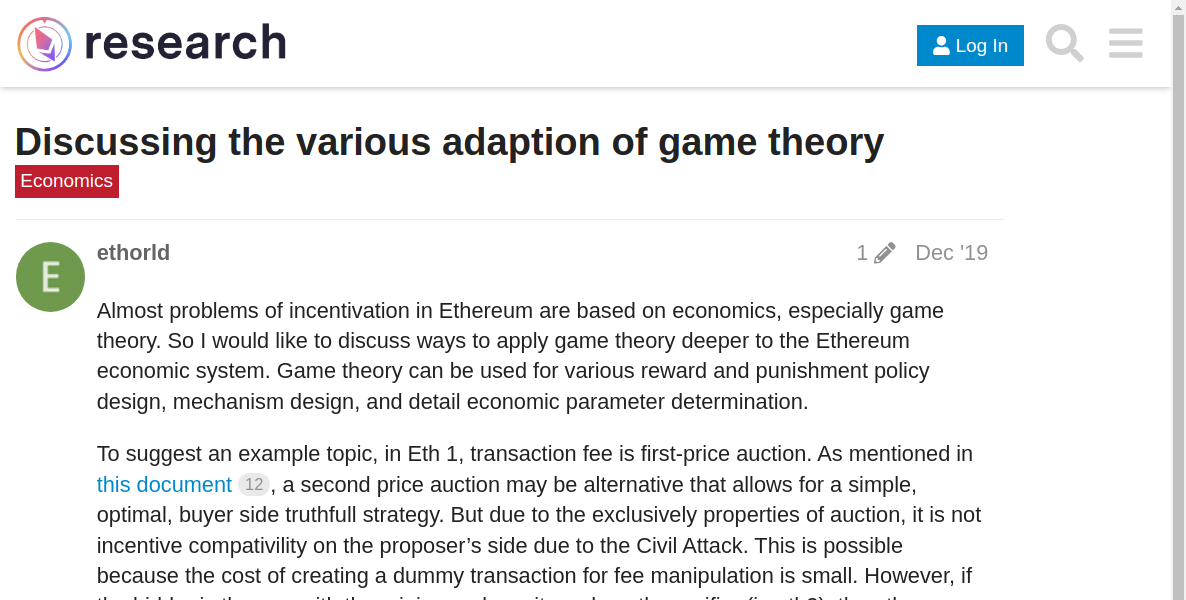 research
Log In
Discussing the various adaption of game theory
Economics
E
ethorld
1
Dec '19
Almost problems of incentivation in Ethereum are based on economics, especially game
theory. So I would like to discuss ways to apply game theory deeper to the Ethereum
economic system. Game theory can be used for various reward and punishment policy
design, mechanism design, and detail economic parameter determination.
To suggest an example topic, in Eth 1, transaction fee is first-price auction. As mentioned in
this document 12, a second price auction may be alternative that allows for a simple,
optimal, buyer side truthfull strategy. But due to the exclusively properties of auction, it is not
incentive compativility on the proposer’s side due to the Civil Attack. This is possible
because the cost of creating a dummy transaction for fee manipulation is small. However, if